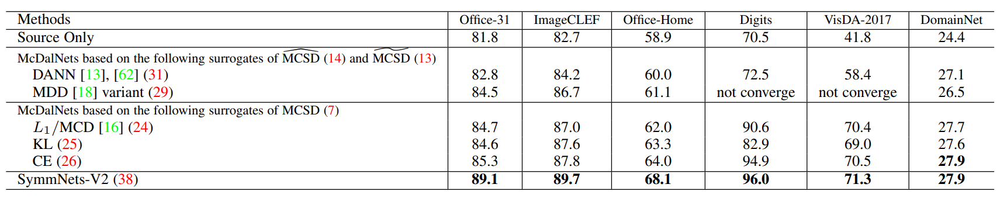 Methods Office-31 ImageCLEF Office-Home Digits VisDA-2017 DomainNet
Source Only 81.8 82.7 58.9 70.5 41.8 24.4
McDalNets based on the following surrogates of $\widehat{\text{MCSD}}$ (14) and $\widetilde{\text{MCSD}}$ (13)
DANN [13], [62] (31) 82.8 84.2 60.0 72.5 58.4 27.1
MDD [18] variant (29) 84.5 86.7 61.1 not converge not converge 26.5
McDalNets based on the following surrogates of MCSD (7)
$L_1$/MCD [16] (24) 84.7 87.0 62.0 90.6 70.4 27.7
KL (25) 84.6 87.6 63.3 82.9 69.0 27.6
CE (26) 85.3 87.8 64.0 94.9 70.5 27.9
SymmNets-V2 (38) 89.1 89.7 68.1 96.0 71.3 27.9